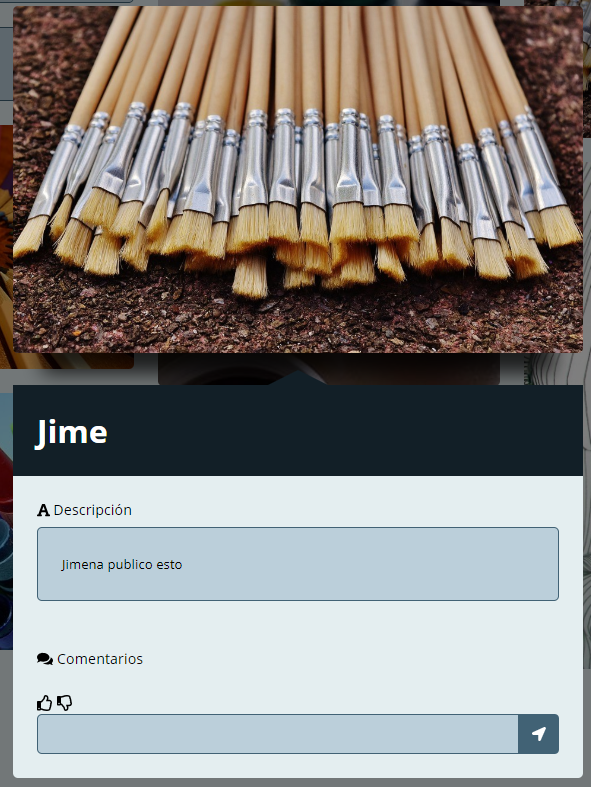 Jime
Descripción
Jimena publico esto
Comentarios